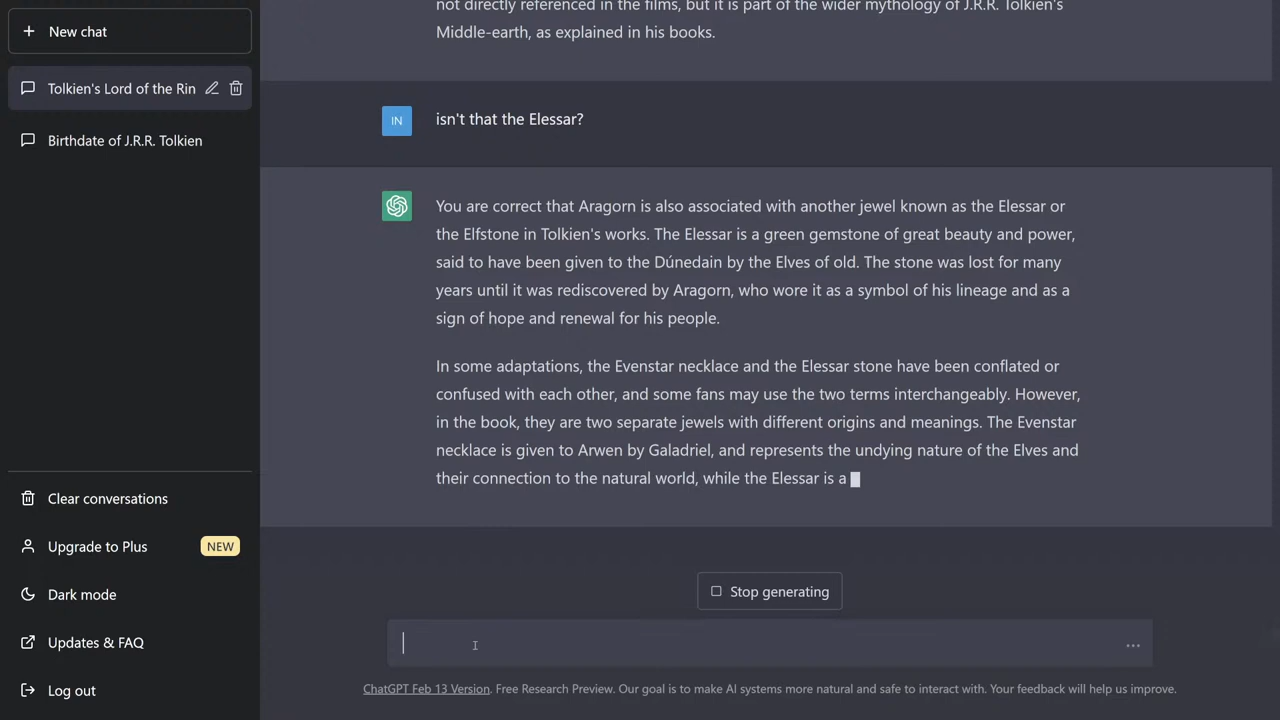 New chat
Tolkien's Lord of the Rin
Birthdate of J.R.R. Tolkien
Clear conversations
Upgrade to Plus NEW
Dark mode
Updates & FAQ
Log out
not directly referenced in the films, but it is part of the wider mythology of J.R.R. Tolkien's
Middle-earth, as explained in his books.
IN isn't that the Elessar?
You are correct that Aragorn is also associated with another jewel known as the Elessar or
the Elfstone in Tolkien's works. The Elessar is a green gemstone of great beauty and power,
said to have been given to the Dúnedain by the Elves of old. The stone was lost for many
years until it was rediscovered by Aragorn, who wore it as a symbol of his lineage and as a
sign of hope and renewal for his people.
In some adaptations, the Evenstar necklace and the Elessar stone have been conflated or
confused with each other, and some fans may use the two terms interchangeably. However,
in the book, they are two separate jewels with different origins and meanings. The Evenstar
necklace is given to Arwen by Galadriel, and represents the undying nature of the Elves and
their connection to the natural world, while the Elessar is a
Stop generating
ChatGPT Feb 13 Version. Free Research Preview. Our goal is to make AI systems more natural and safe to interact with. Your feedback will help us improve.